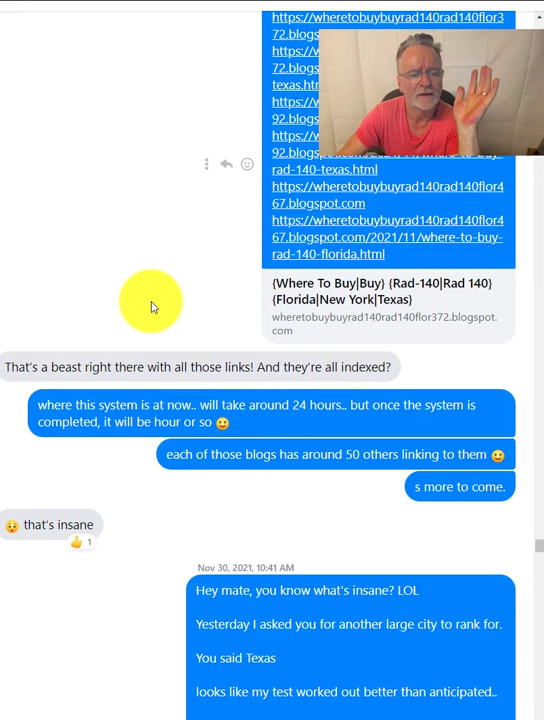 https://wheretobuybuyrad140rad140flor3
72.blogs
https://w
72.blogsp
texas.htm
https://w
92.blogsp
https://w
rad-140-texas.html
https://wheretobuybuyrad140rad140flor4
67.blogspot.com
https://wheretobuybuyrad140rad140flor4
67.blogspot.com/2021/11/where-to-buy-
rad-140-florida.html
{Where To Buy|Buy} {Rad-140|Rad 140}
{Florida|New York|Texas}
wheretobuybuyrad140rad140flor372.blogspot.
com
That's a beast right there with all those links! And they're all indexed?
where this system is at now.. will take around 24 hours.. but once the system is
completed, it will be hour or so 😉
each of those blogs has around 50 others linking to them 😉
s more to come.
😧 that's insane
👍 1
Nov 30, 2021, 10:41 AM
Hey mate, you know what's insane? LOL
Yesterday I asked you for another large city to rank for.
You said Texas
looks like my test worked out better than anticipated..